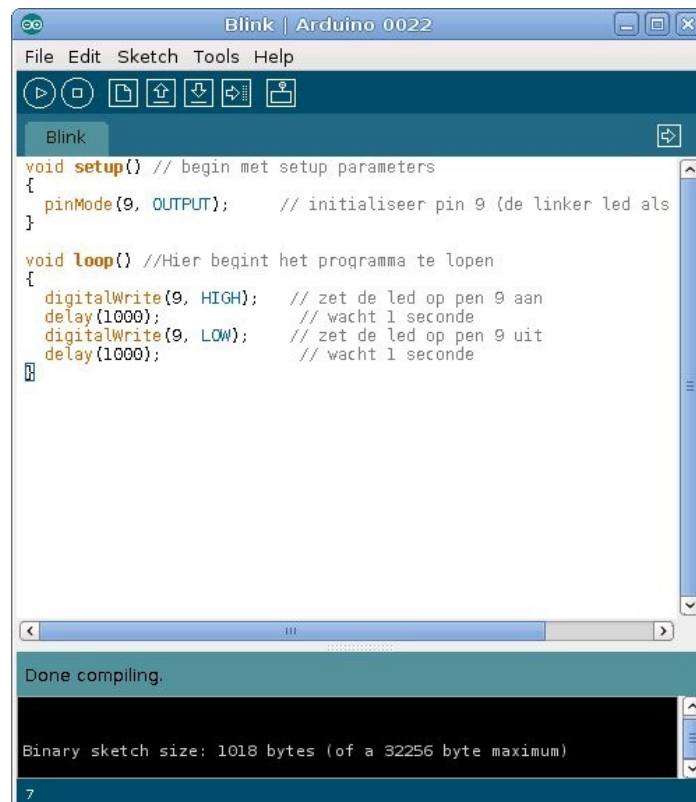 Blink | Arduino 0022
File Edit Sketch Tools Help
Blink
void setup() // begin met setup parameters
{
  pinMode(9, OUTPUT);     // initialiseer pin 9 (de linker led als
}
void loop() //Hier begint het programma te lopen
{
  digitalWrite(9, HIGH);   // zet de led op pen 9 aan
  delay(1000);              // wacht 1 seconde
  digitalWrite(9, LOW);    // zet de led op pen 9 uit
  delay(1000);              // wacht 1 seconde
}
Done compiling.
Binary sketch size: 1018 bytes (of a 32256 byte maximum)
7